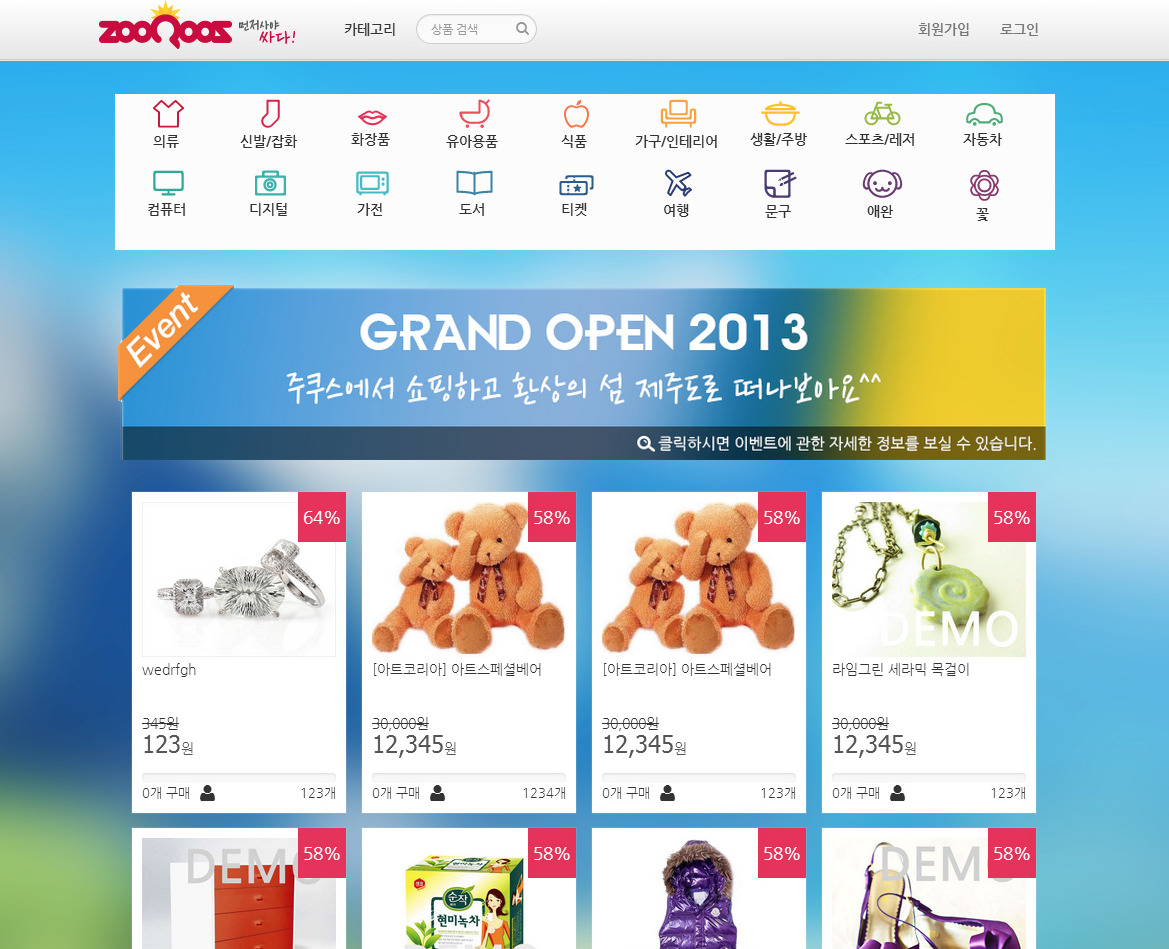 ZOOQOOZ 먼저사야 싸다!
카테고리 상품 검색 회원가입 로그인
의류 신발/잡화 화장품 유아용품 식품 가구/인테리어 생활/주방 스포츠/레저 자동차
컴퓨터 디지털 가전 도서 티켓 여행 문구 애완 꽃
Event
GRAND OPEN 2013
주쿠스에서 쇼핑하고 환상의 섬 제주도로 떠나보아요^^
클릭하시면 이벤트에 관한 자세한 정보를 보실 수 있습니다.
64% 58% 58% 58%
DEMO
wedrfgh [아트코리아] 아트스페셜베어 [아트코리아] 아트스페셜베어 라임그린 세라믹 목걸이
345원 30,000원 30,000원 30,000원
123원 12,345원 12,345원 12,345원
0개 구매 123개 0개 구매 1234개 0개 구매 123개 0개 구매 123개
58% 58% 58% 58%
DEMO
순작
현미녹차